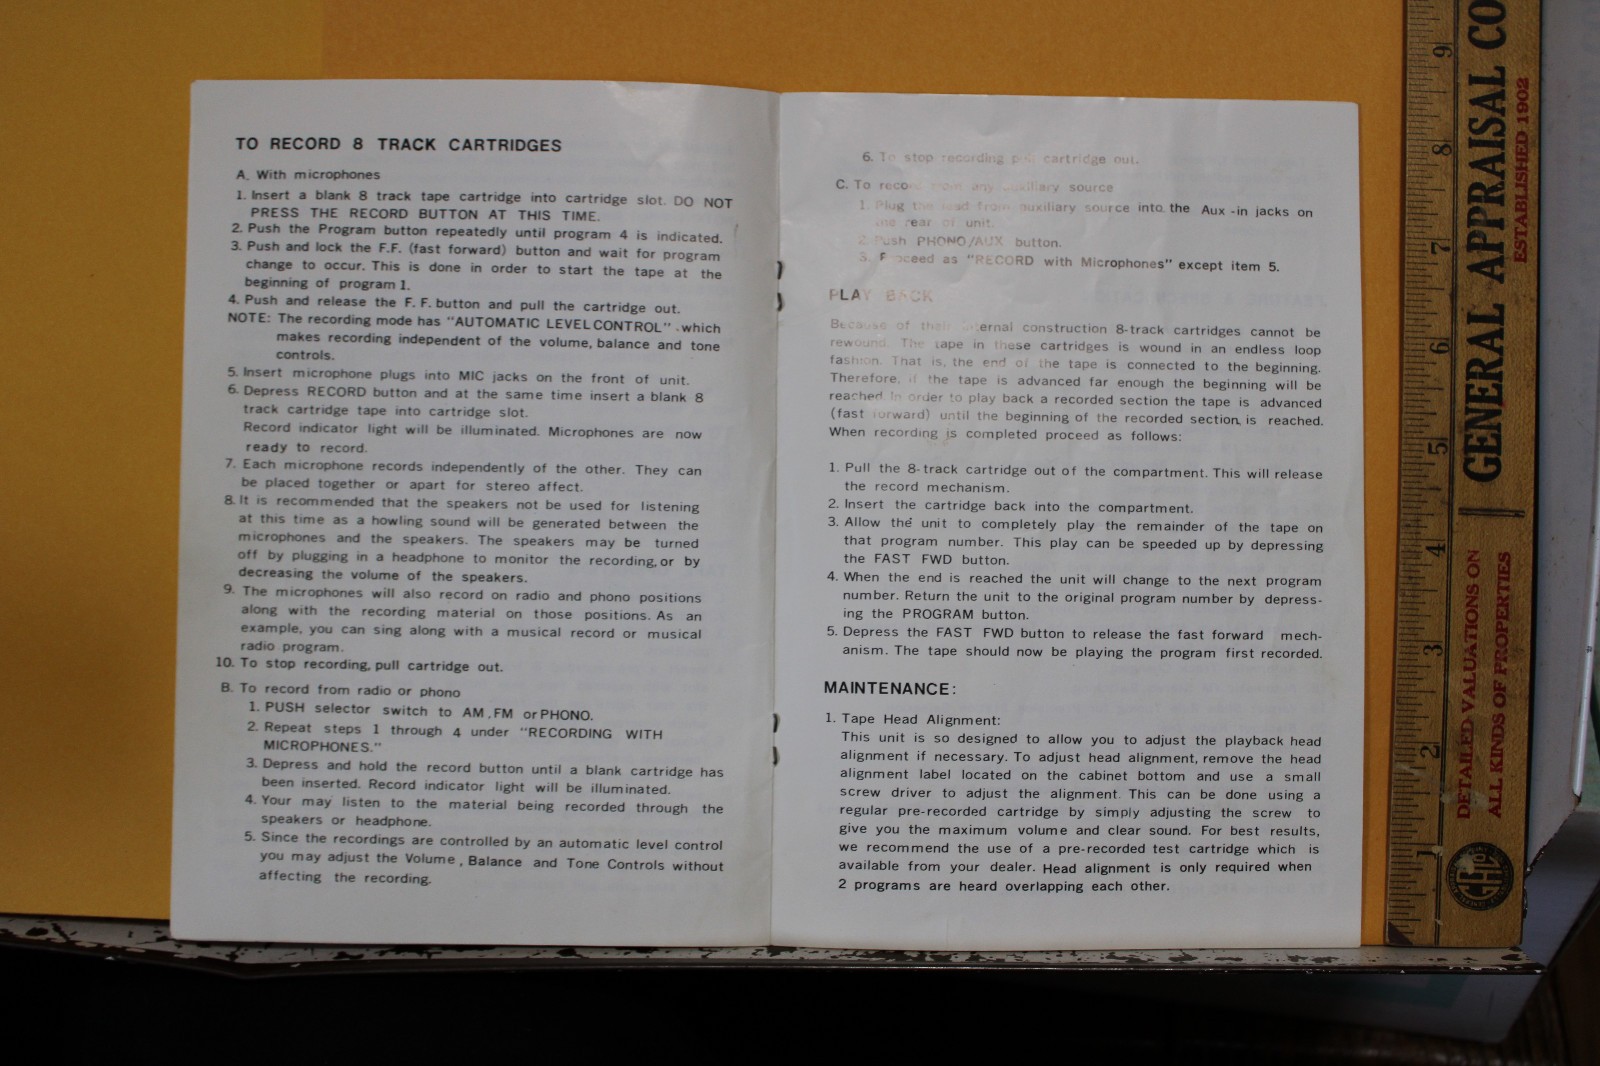 TO RECORD 8 TRACK CARTRIDGES
A. With microphones
1. Insert a blank 8 track tape cartridge into cartridge slot. DO NOT
PRESS THE RECORD BUTTON AT THIS TIME.
2. Push the Program button repeatedly until program 4 is indicated.
3. Push and lock the F.F. (fast forward) button and wait for program
change to occur. This is done in order to start the tape at the
beginning of program 1.
4. Push and release the F. F. button and pull the cartridge out.
NOTE: The recording mode has "AUTOMATIC LEVEL CONTROL" . which
makes recording independent of the volume, balance and tone
controls.
5. Insert microphone plugs into MIC jacks on the front of unit.
6. Depress RECORD button and at the same time insert a blank 8
track cartridge tape into cartridge slot.
Record indicator light will be illuminated. Microphones are now
ready to record.
7. Each microphone records independently of the other. They can
be placed together or apart for stereo affect.
8. It is recommended that the speakers not be used for listening
at this time as a howling sound will be generated between the
microphones and the speakers. The speakers may be turned
off by plugging in a headphone to monitor the recording, or by
decreasing the volume of the speakers.
9. The microphones will also record on radio and phono positions
along with the recording material on those positions. As an
example, you can sing along with a musical record or musical
radio program.
10. To stop recording, pull cartridge out.
B. To record from radio or phono
1. PUSH selector switch to AM , FM or PHONO.
2. Repeat steps 1 through 4 under "RECORDING WITH
MICROPHONES."
3. Depress and hold the record button until a blank cartridge has
been inserted. Record indicator light will be illuminated.
4. Your may listen to the material being recorded through the
speakers or headphone.
5. Since the recordings are controlled by an automatic level control
you may adjust the Volume , Balance and Tone Controls without
affecting the recording.
6. To stop recording pull cartridge out.
C. To record from any auxiliary source
1. Plug the lead from auxiliary source into the Aux -in jacks on
the rear of unit.
2. Push PHONO/AUX button.
3. Proceed as "RECORD with Microphones" except item 5.
PLAY BACK
Because of their internal construction 8-track cartridges cannot be
rewound. The tape in these cartridges is wound in an endless loop
fashion. That is, the end of the tape is connected to the beginning.
Therefore, if the tape is advanced far enough the beginning will be
reached. In order to play back a recorded section the tape is advanced
(fast forward) until the beginning of the recorded section, is reached.
When recording is completed proceed as follows:
1. Pull the 8-track cartridge out of the compartment. This will release
the record mechanism.
2. Insert the cartridge back into the compartment.
3. Allow the unit to completely play the remainder of the tape on
that program number. This play can be speeded up by depressing
the FAST FWD button.
4. When the end is reached the unit will change to the next program
number. Return the unit to the original program number by depress-
ing the PROGRAM button.
5. Depress the FAST FWD button to release the fast forward mech-
anism. The tape should now be playing the program first recorded.
MAINTENANCE:
1. Tape Head Alignment:
This unit is so designed to allow you to adjust the playback head
alignment if necessary. To adjust head alignment, remove the head
alignment label located on the cabinet bottom and use a small
screw driver to adjust the alignment. This can be done using a
regular pre-recorded cartridge by simply adjusting the screw to
give you the maximum volume and clear sound. For best results,
we recommend the use of a pre-recorded test cartridge which is
available from your dealer. Head alignment is only required when
2 programs are heard overlapping each other.
GENERAL APPRAISAL CO
ESTABLISHED 1902
DETAILED VALUATIONS ON
ALL KINDS OF PROPERTIES
1 2 3 4 5 6 7 8 9